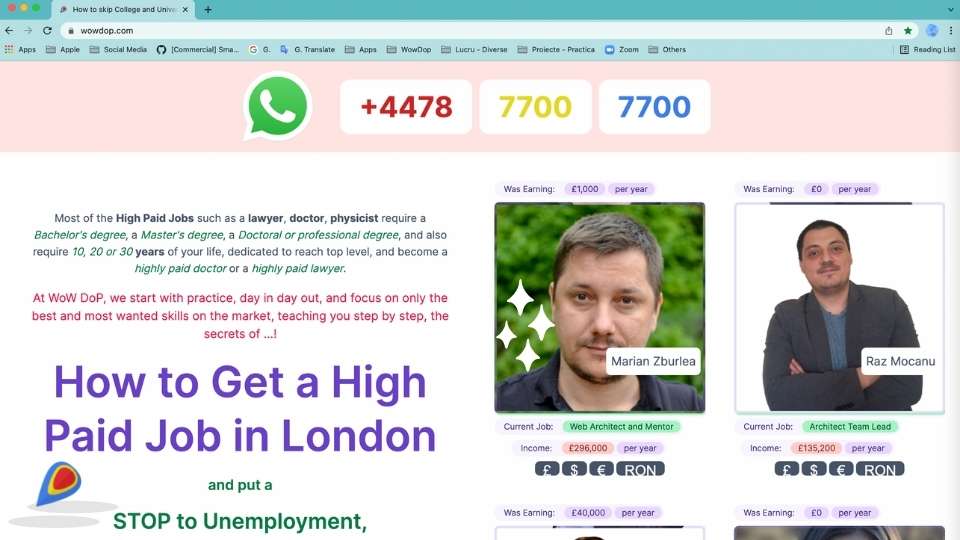 How to skip College and Unive
wowdop.com
Apps
Apple
Social Media
[Commercial] Sma...
G.
G. Translate
Apps
WowDop
Lucru - Diverse
Proiecte - Practica
Zoom
Others
Reading List
+4478 7700 7700
Most of the High Paid Jobs such as a lawyer, doctor, physicist require a
Bachelor's degree, a Master's degree, a Doctoral or professional degree, and also
require 10, 20 or 30 years of your life, dedicated to reach top level, and become a
highly paid doctor or a highly paid lawyer.
At WoW DoP, we start with practice, day in day out, and focus on only the
best and most wanted skills on the market, teaching you step by step, the
secrets of ...!
How to Get a High
Paid Job in London
and put a
STOP to Unemployment,
Was Earning: £1,000 per year
Marian Zburlea
Current Job: Web Architect and Mentor
Income: £296,000 per year
£ $ € RON
Was Earning: £40,000 per year
Was Earning: £0 per year
Raz Mocanu
Current Job: Architect Team Lead
Income: £135,200 per year
£ $ € RON
Was Earning: £0 per year